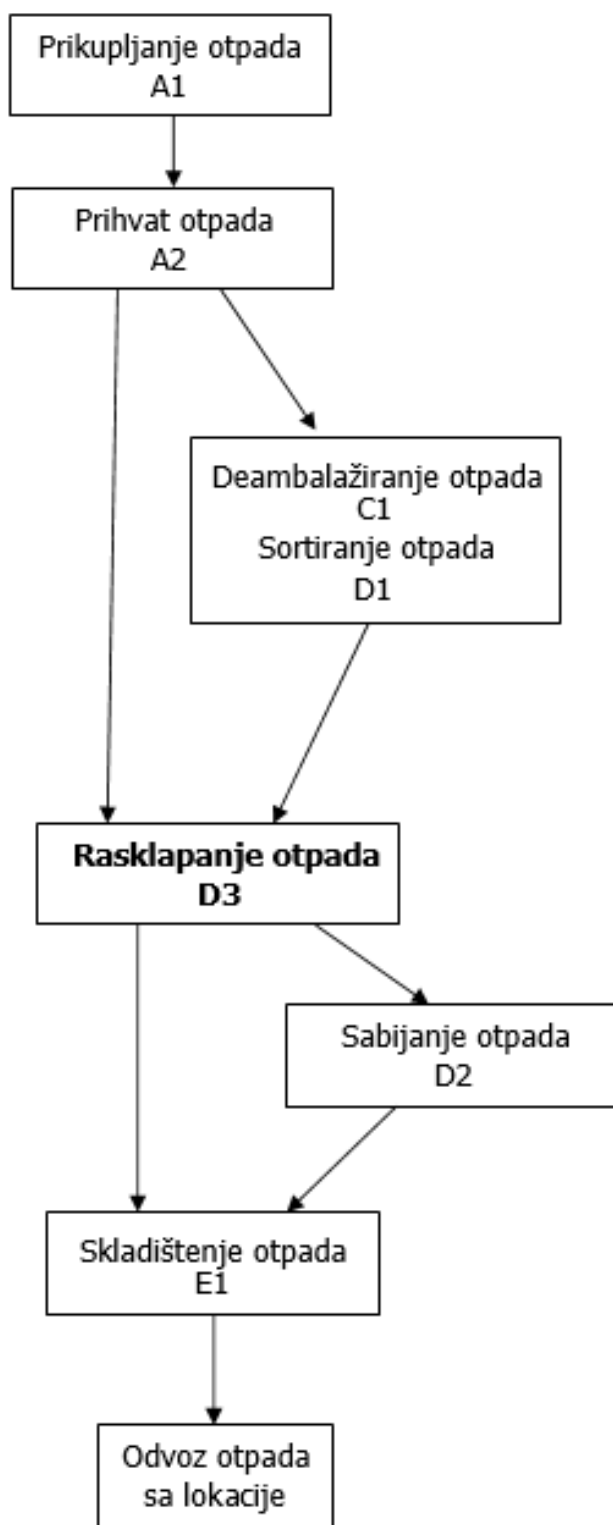 Prikupljanje otpada
A1
Prihvat otpada
A2
Deambalažiranje otpada
C1
Sortiranje otpada
D1
Rasklapanje otpada
D3
Sabijanje otpada
D2
Skladištenje otpada
E1
Odvoz otpada
sa lokacije